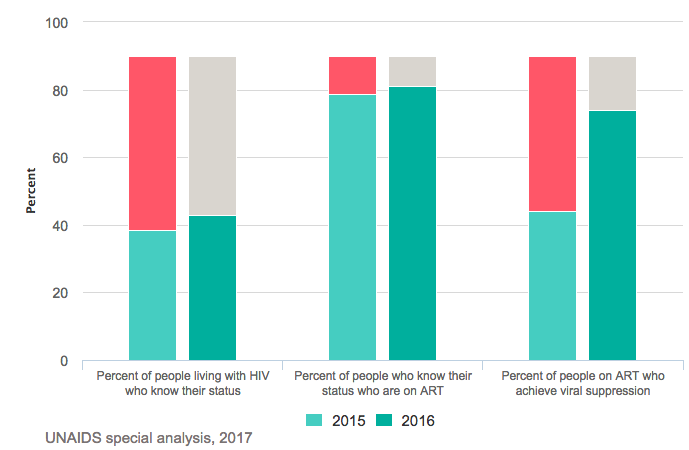 100
80
60
40
20
0
Percent
Percent of people living with HIV
who know their status
Percent of people who know their
status who are on ART
Percent of people on ART who
achieve viral suppression
2015 2016
UNAIDS special analysis, 2017